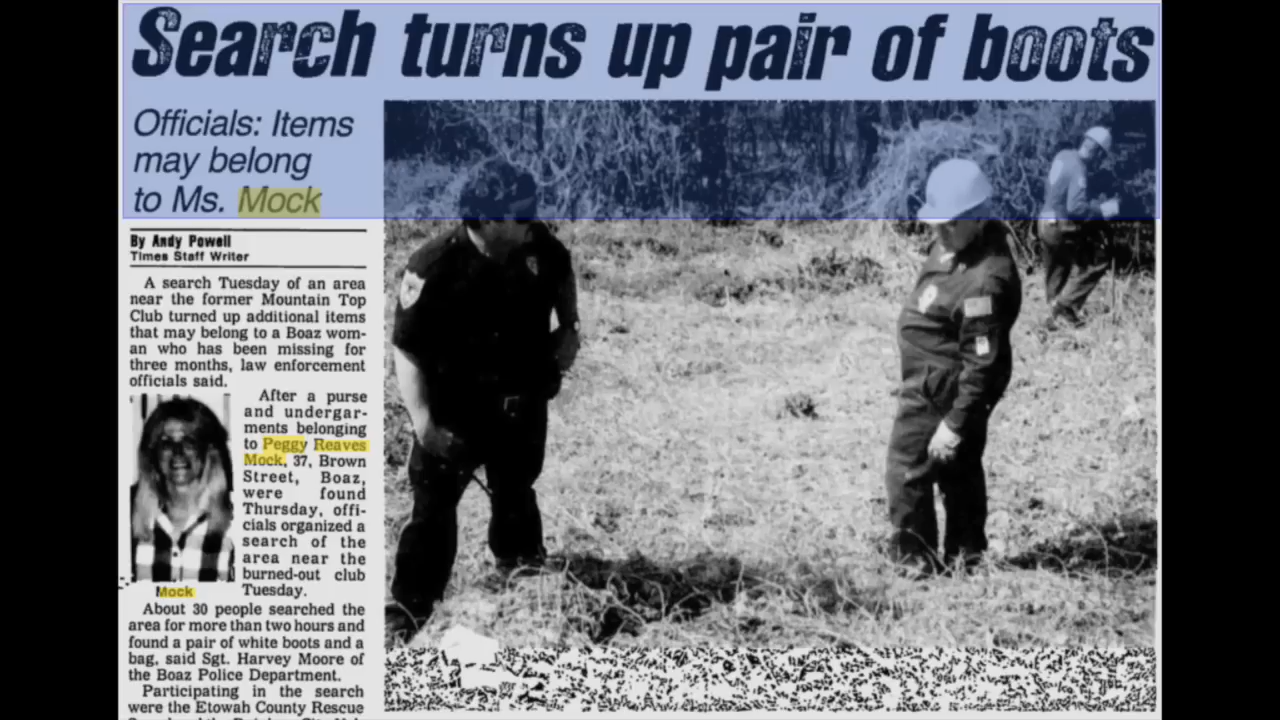 Search turns up pair of boots
Officials: Items
may belong
to Ms. Mock
By Andy Powell
Times Staff Writer
A search Tuesday of an area
near the former Mountain Top
Club turned up additional items
that may belong to a Boaz wom-
an who has been missing for
three months, law enforcement
officials said.
After a purse
and undergar-
ments belonging
to Peggy Reaves
Mock, 37, Brown
Street, Boaz,
were found
Thursday, offi-
cials organized a
search of the
area near the
burned-out club
Tuesday.
Mock
About 30 people searched the
area for more than two hours and
found a pair of white boots and a
bag, said Sgt. Harvey Moore of
the Boaz Police Department.
Participating in the search
were the Etowah County Rescue